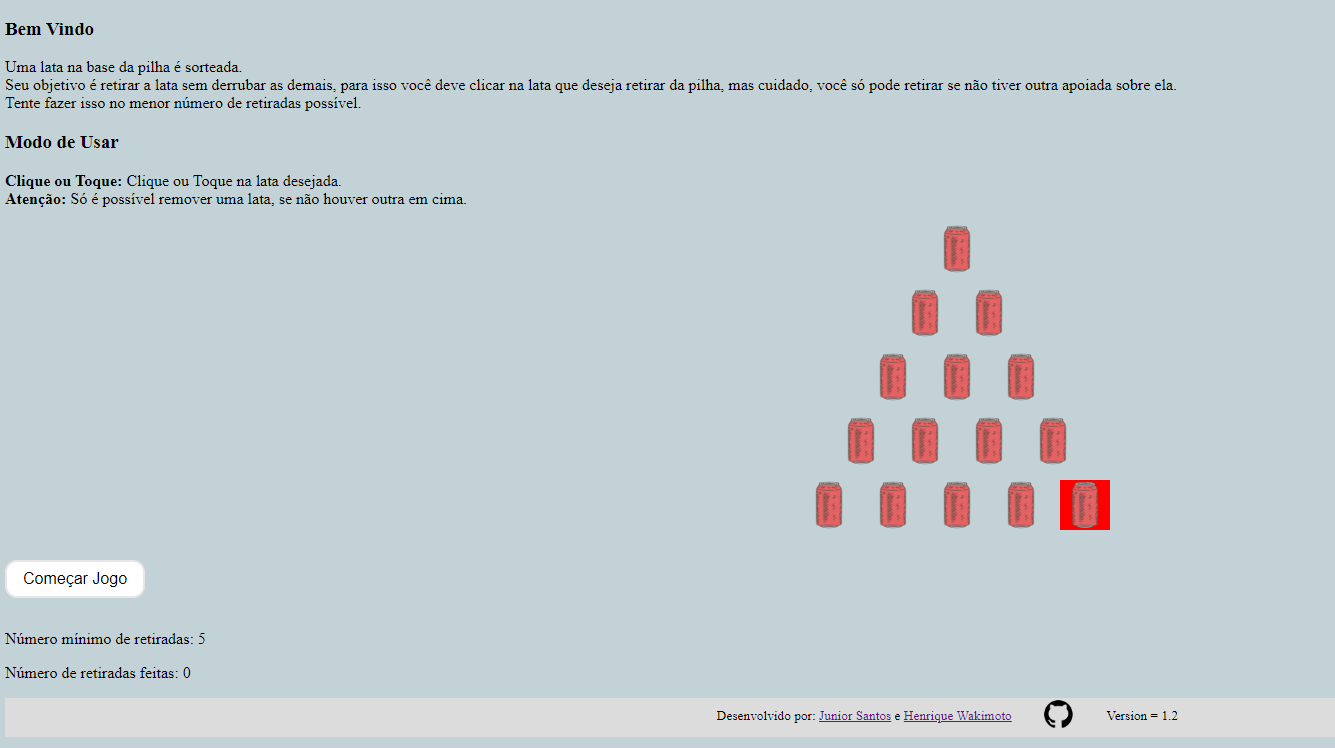 Bem Vindo
Uma lata na base da pilha é sorteada.
Seu objetivo é retirar a lata sem derrubar as demais, para isso você deve clicar na lata que deseja retirar da pilha, mas cuidado, você só pode retirar se não tiver outra apoiada sobre ela.
Tente fazer isso no menor número de retiradas possível.
Modo de Usar
Clique ou Toque: Clique ou Toque na lata desejada.
Atenção: Só é possível remover uma lata, se não houver outra em cima.
Começar Jogo
Número mínimo de retiradas: 5
Número de retiradas feitas: 0
Desenvolvido por: Junior Santos e Henrique Wakimoto Version = 1.2